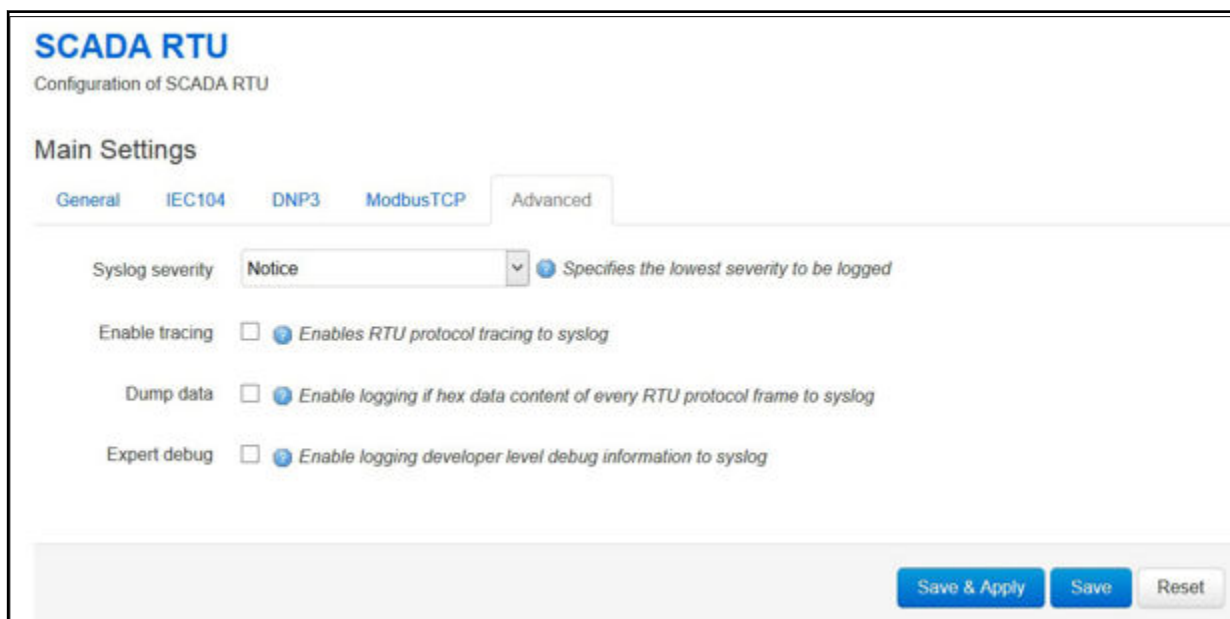 SCADA RTU
Configuration of SCADA RTU
Main Settings
General IEC104 DNP3 ModbusTCP Advanced
Syslog severity Notice Specifies the lowest severity to be logged
Enable tracing Enables RTU protocol tracing to syslog
Dump data Enable logging if hex data content of every RTU protocol frame to syslog
Expert debug Enable logging developer level debug information to syslog
Save & Apply Save Reset